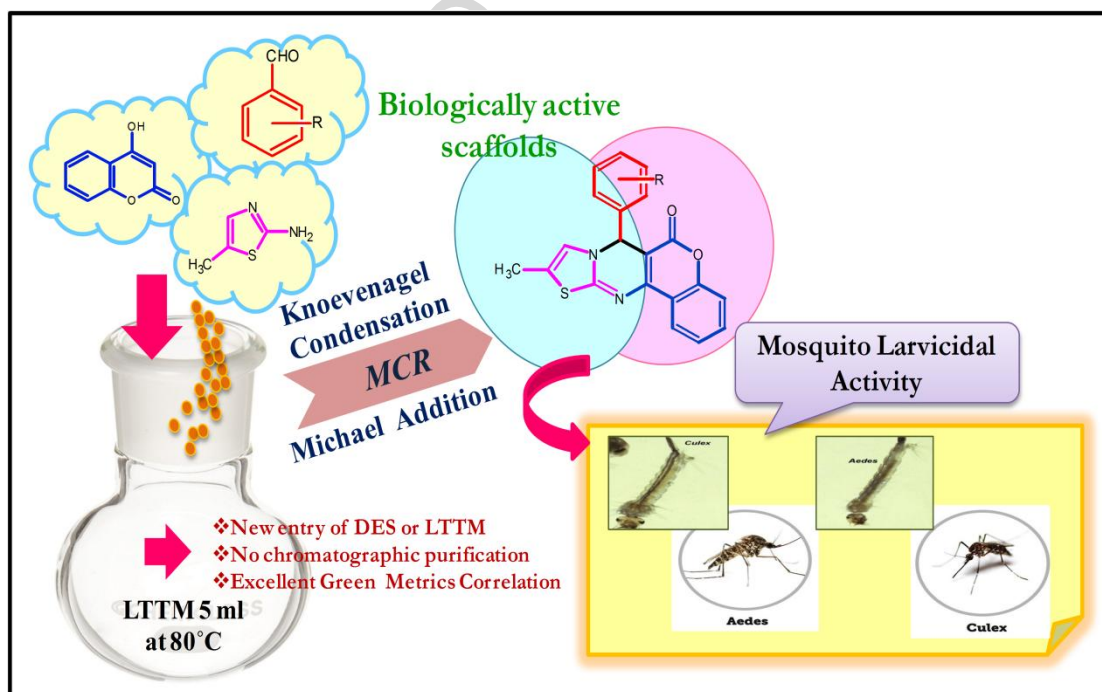 CHO
R
OH
O
O
N
NH2
S
H3C
Biologically active
scaffolds
R
O
O
N
N
S
H3C
Knoevenagel
Condensation
MCR
Michael Addition
Mosquito Larvicidal
Activity
Culex
Aedes
Aedes
Culex
❖New entry of DES or LTTM
❖No chromatographic purification
❖Excellent Green Metrics Correlation
LTTM 5 ml
at 80˚C